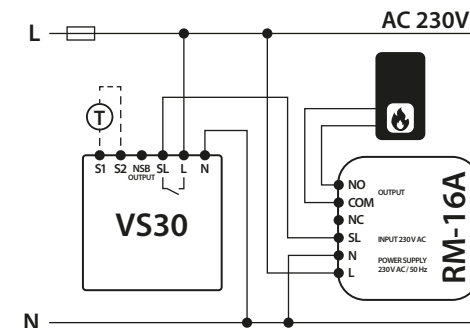 AC 230V
L
T
S1 S2 NSB SL L N
OUTPUT
VS30
NO
OUTPUT
COM
NC
SL
INPUT 230V AC
N
POWER SUPPLY
230V AC / 50 Hz
L
RM-16A
N